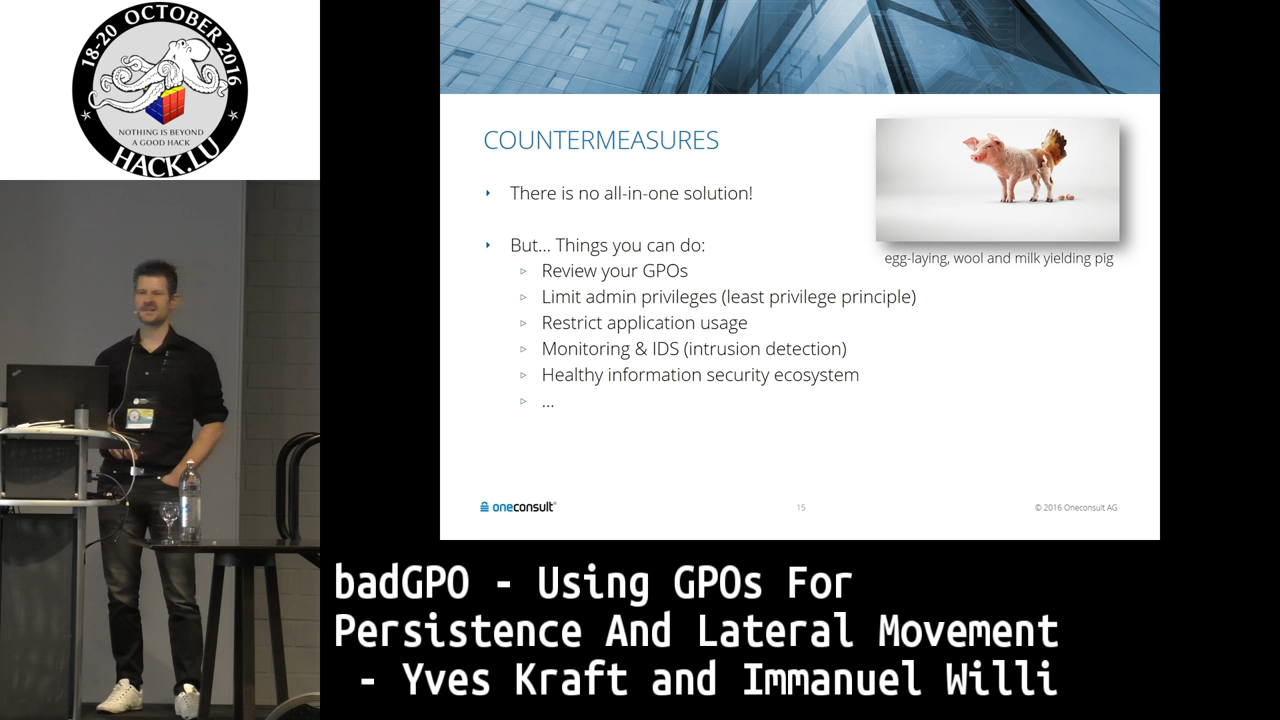 18-20 OCTOBER 2016
NOTHING IS BEYOND
A GOOD HACK
HACK.LU
COUNTERMEASURES
There is no all-in-one solution!
But... Things you can do:
Review your GPOs
Limit admin privileges (least privilege principle)
Restrict application usage
Monitoring & IDS (intrusion detection)
Healthy information security ecosystem
...
egg-laying, wool and milk yielding pig
oneconsult®
15
© 2016 Oneconsult AG
badGPO - Using GPOs For
Persistence And Lateral Movement
- Yves Kraft and Immanuel Willi